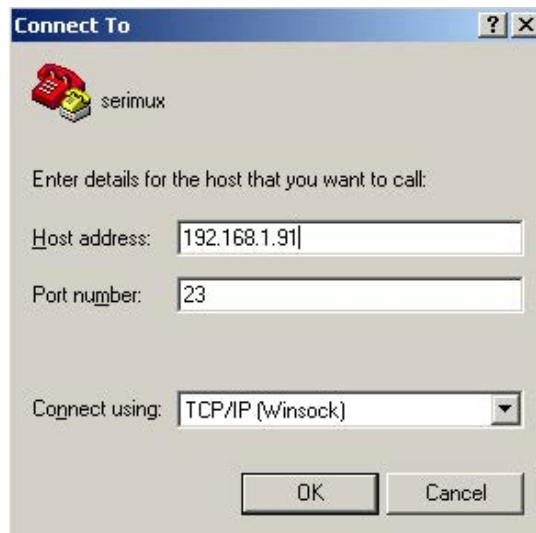 Connect To
serimux
Enter details for the host that you want to call:
Host address: 192.168.1.91
Port number: 23
Connect using: TCP/IP (Winsock)
OK Cancel